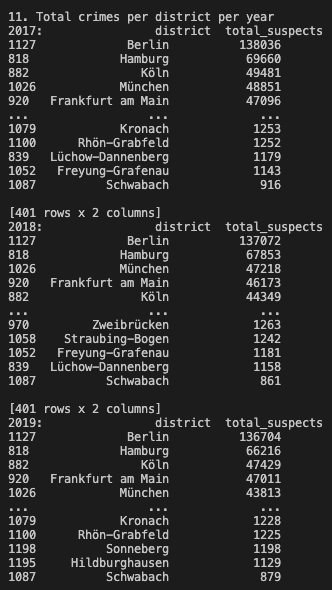 11. Total crimes per district per year
2017: district total_suspects
1127 Berlin 138036
818 Hamburg 69660
882 Köln 49481
1026 München 48851
920 Frankfurt am Main 47096
... ... ...
1079 Kronach 1253
1100 Rhön-Grabfeld 1252
839 Lüchow-Dannenberg 1179
1052 Freyung-Grafenau 1143
1087 Schwabach 916
[401 rows x 2 columns]
2018: district total_suspects
1127 Berlin 137072
818 Hamburg 67853
1026 München 47218
920 Frankfurt am Main 46173
882 Köln 44349
... ... ...
970 Zweibrücken 1263
1058 Straubing-Bogen 1242
1052 Freyung-Grafenau 1181
839 Lüchow-Dannenberg 1158
1087 Schwabach 861
[401 rows x 2 columns]
2019: district total_suspects
1127 Berlin 136704
818 Hamburg 66216
882 Köln 47429
920 Frankfurt am Main 47011
1026 München 43813
... ... ...
1079 Kronach 1228
1100 Rhön-Grabfeld 1225
1198 Sonneberg 1198
1195 Hildburghausen 1129
1087 Schwabach 879